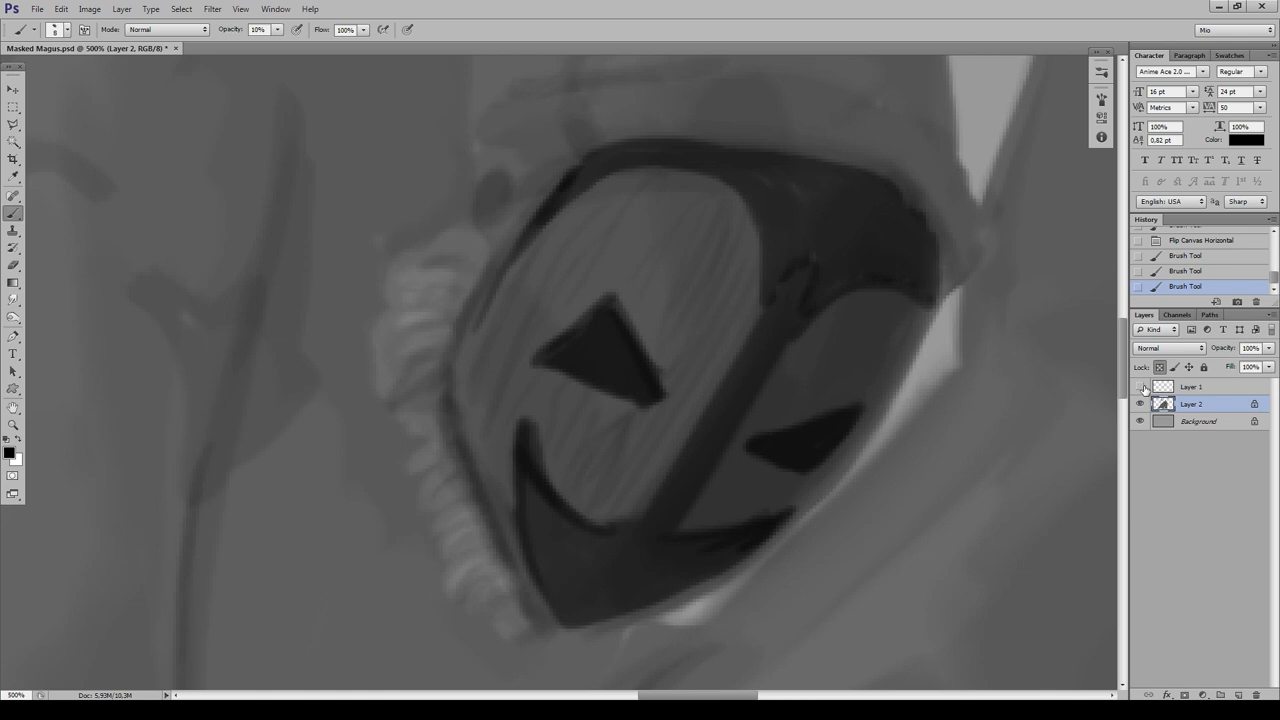 Ps File Edit Image Layer Type Select Filter View Window Help
Mode: Normal Opacity: 10% Flow: 100% Mio
Masked Magus.psd @ 500% (Layer 2, RGB/8) * ×
Character Paragraph Swatches
Anime Ace 2.0 ... Regular
16 pt 24 pt
Metrics 50
100% 100%
0,82 pt Color:
English: USA Sharp
History
Flip Canvas Horizontal
Brush Tool
Brush Tool
Brush Tool
Layers Channels Paths
Kind
Normal Opacity: 100%
Lock: Fill: 100%
Layer 1
Layer 2
Background
500% Doc: 5,93M/10,3M